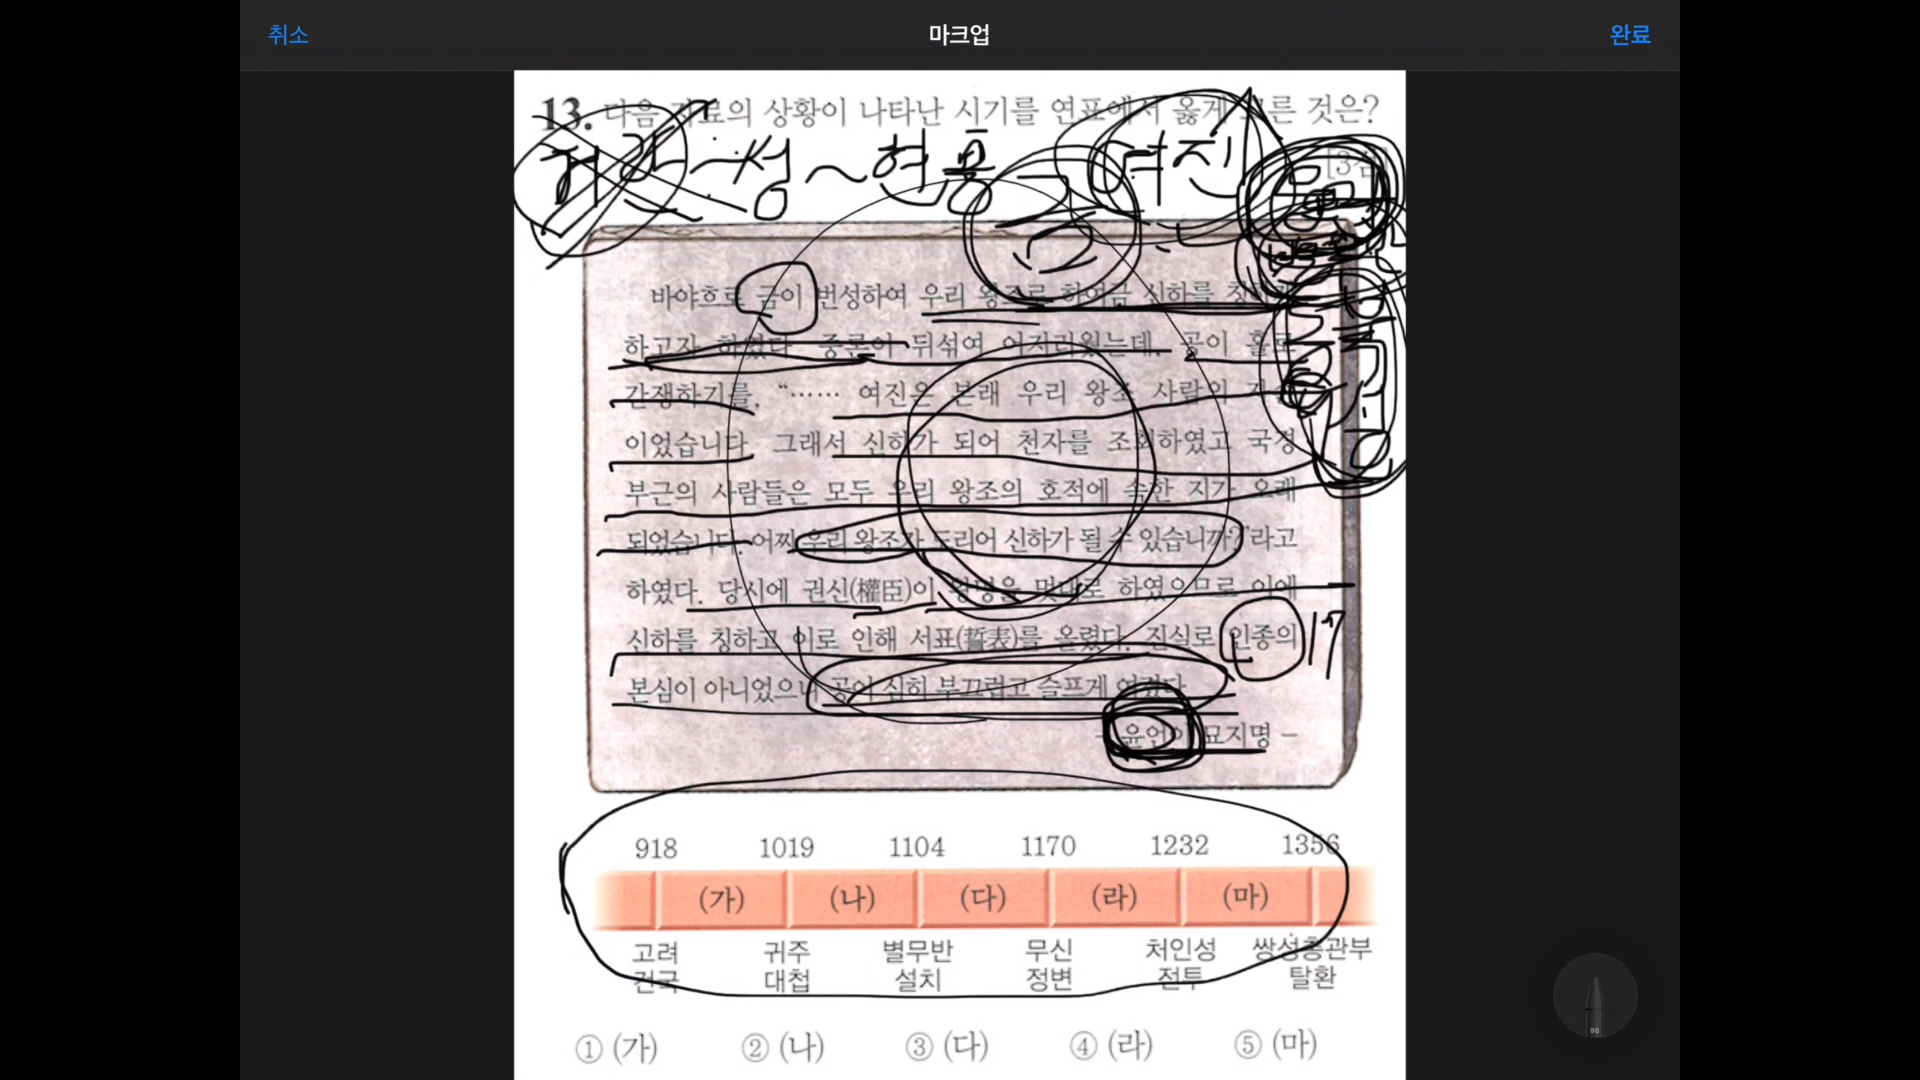 취소 마크업 완료
13. 다음 자료의 상황이 나타난 시기를 연표에서 옳게 고른 것은?
[3점]
거란 ~성 ~현종 여진
바야흐로 금이 번성하여 우리 왕조로 하여금 신하를 칭하게
하고자 하였다. 중론이 뒤섞여 어지러웠는데, 공이 홀로
간쟁하기를, “…… 여진은 본래 우리 왕조 사람의 자손
이었습니다. 그래서 신하가 되어 천자를 조회하였고 국경
부근의 사람들은 모두 우리 왕조의 호적에 속한 지가 오래
되었습니다. 어찌 우리 왕조가 도리어 신하가 될 수 있습니까?”라고
하였다. 당시에 권신(權臣)이 왕명을 멋대로 하였으므로 이에
신하를 칭하고 이로 인해 서표(誓表)를 올렸다. 진실로 인종의 17
본심이 아니었으니 공이 심히 부끄럽고 슬프게 여겼다.
- 윤언이 묘지명 -
918 1019 1104 1170 1232 1356
(가) (나) (다) (라) (마)
고려 귀주 별무반 무신 처인성 쌍성총관부
건국 대첩 설치 정변 전투 탈환
① (가) ② (나) ③ (다) ④ (라) ⑤ (마)
98